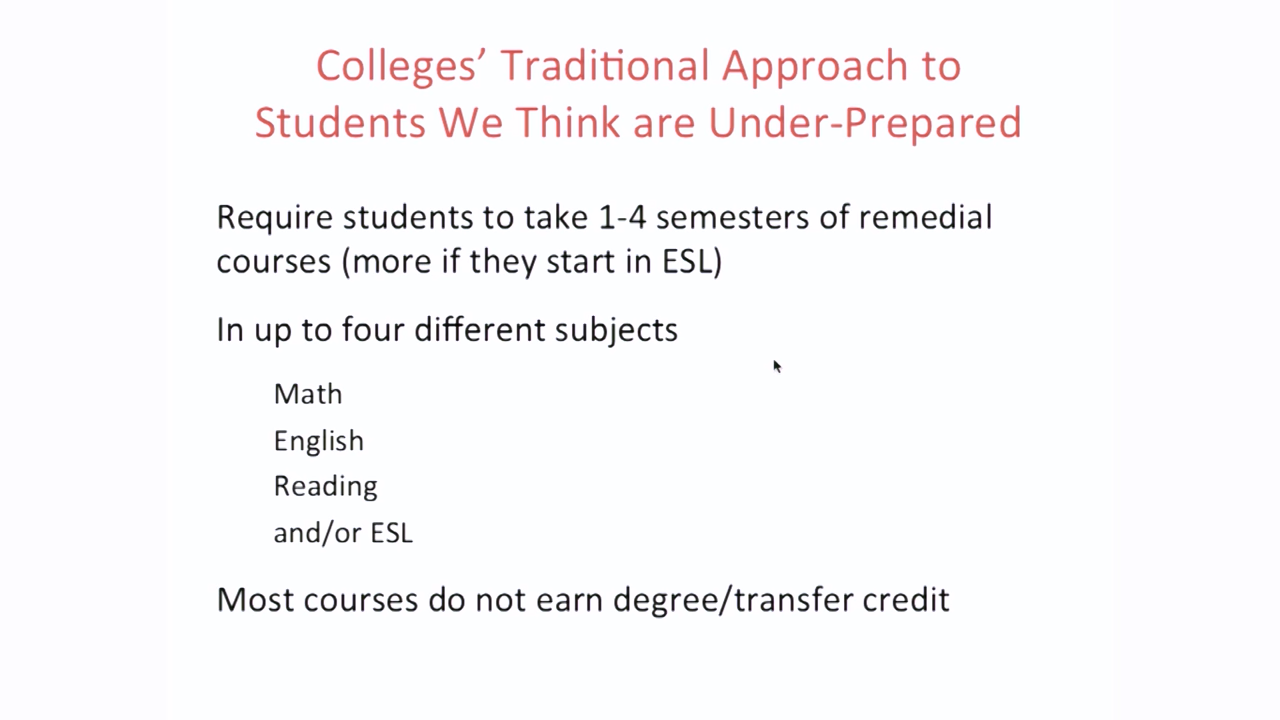 Colleges’ Traditional Approach to
Students We Think are Under-Prepared
Require students to take 1-4 semesters of remedial
courses (more if they start in ESL)
In up to four different subjects
Math
English
Reading
and/or ESL
Most courses do not earn degree/transfer credit